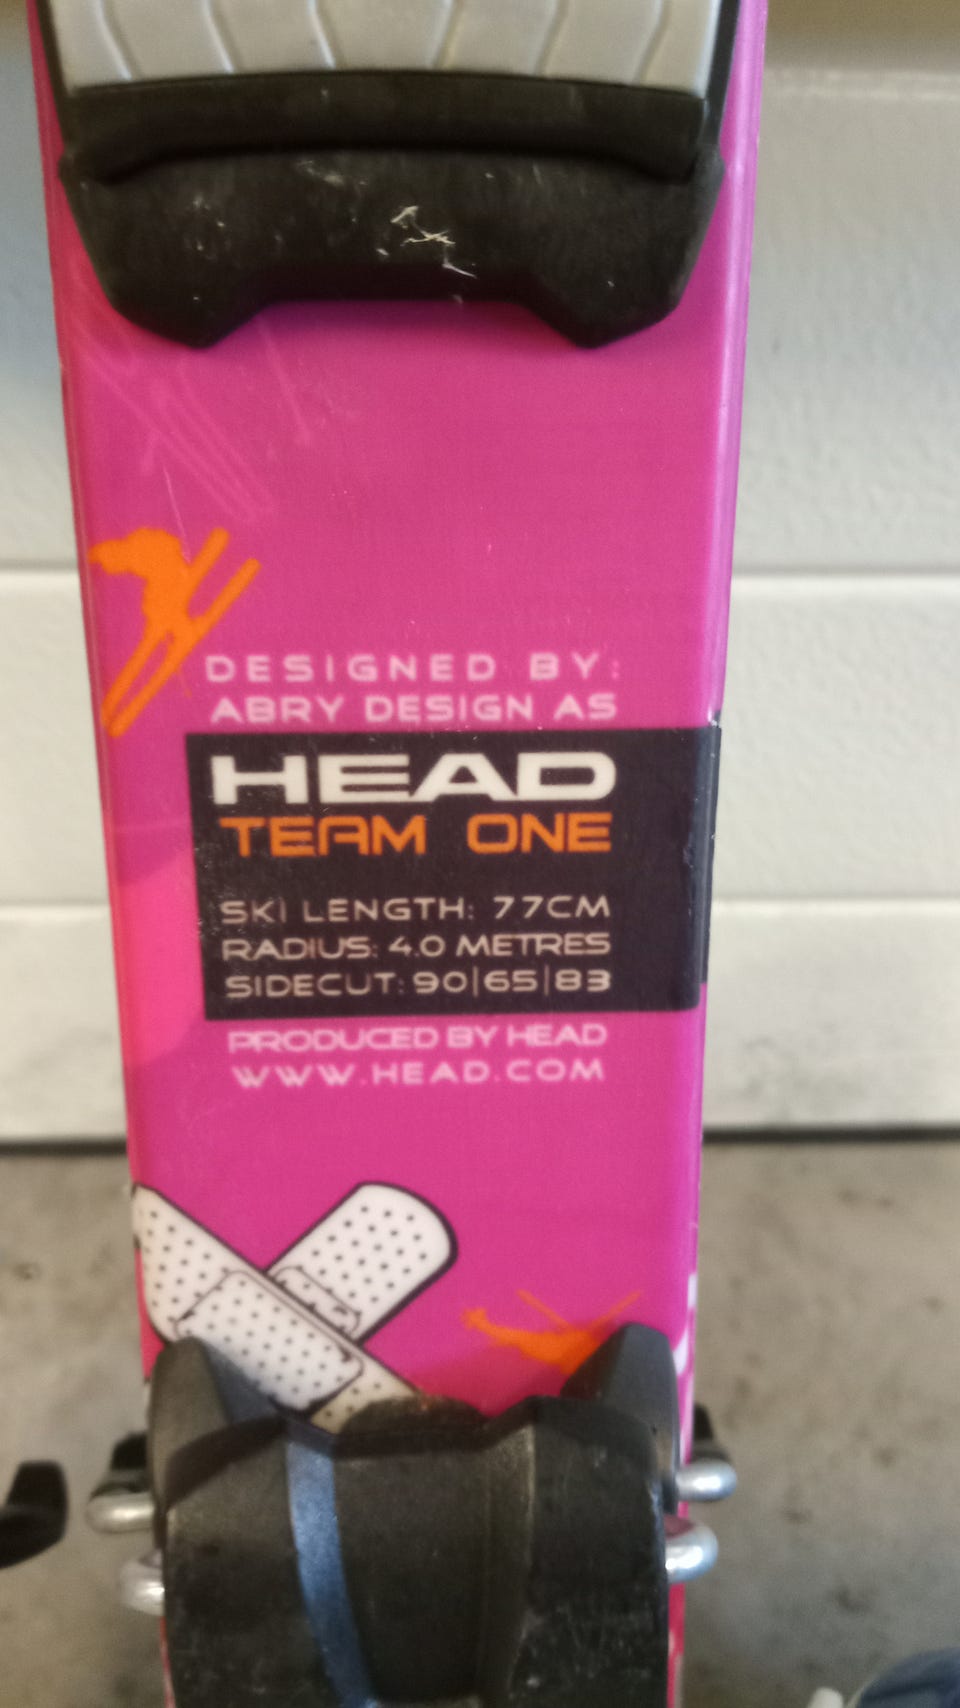 DESIGNED BY:
ABRY DESIGN AS
HEAD
TEAM ONE
SKI LENGTH: 77CM
RADIUS: 4.0 METRES
SIDECUT: 90|65|83
PRODUCED BY HEAD
WWW.HEAD.COM